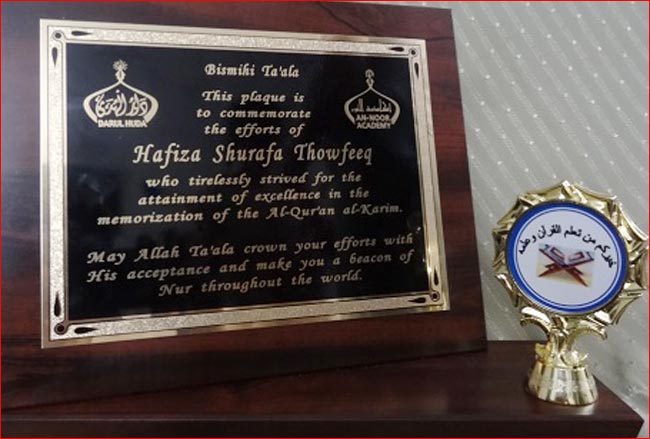 Bismihi Ta'ala
This plaque is
to commemorate
the efforts of
Hafiza Shurafa Thowfeeq
who tirelessly strived for the
attainment of excellence in the
memorization of the Al-Qur'an al-Karim.
May Allah Ta'ala crown your efforts with
His acceptance and make you a beacon of
Nur throughout the world.
DARUL HUDA
AN-NOOR
ACADEMY
خيركم من تعلم القرآن وعلمه